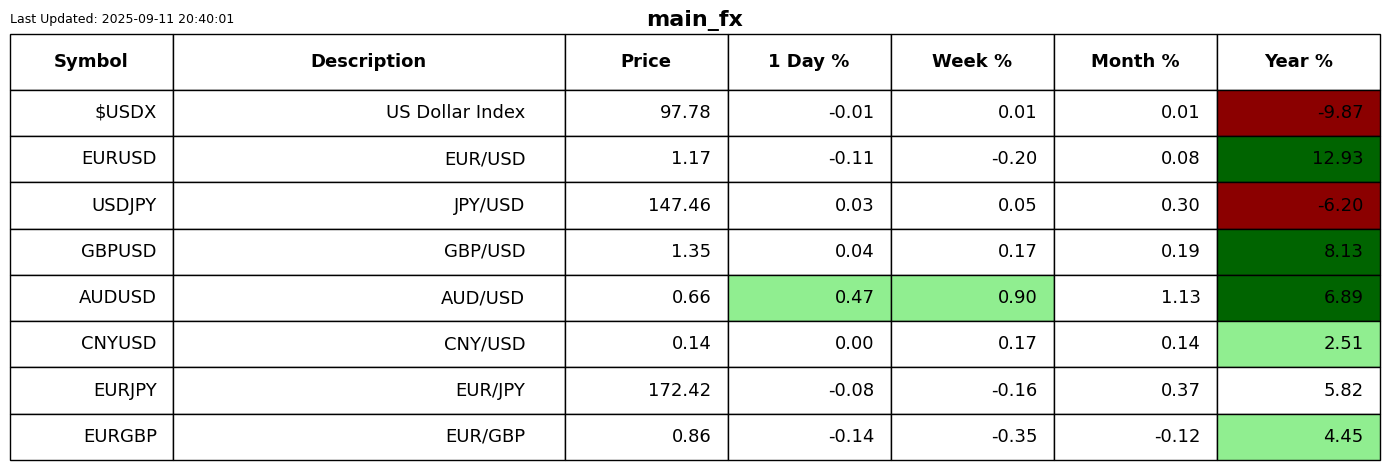 Last Updated: 2025-09-11 20:40:01
main_fx
Symbol Description Price 1 Day % Week % Month % Year %
$USDX US Dollar Index 97.78 -0.01 0.01 0.01 -9.87
EURUSD EUR/USD 1.17 -0.11 -0.20 0.08 12.93
USDJPY JPY/USD 147.46 0.03 0.05 0.30 -6.20
GBPUSD GBP/USD 1.35 0.04 0.17 0.19 8.13
AUDUSD AUD/USD 0.66 0.47 0.90 1.13 6.89
CNYUSD CNY/USD 0.14 0.00 0.17 0.14 2.51
EURJPY EUR/JPY 172.42 -0.08 -0.16 0.37 5.82
EURGBP EUR/GBP 0.86 -0.14 -0.35 -0.12 4.45